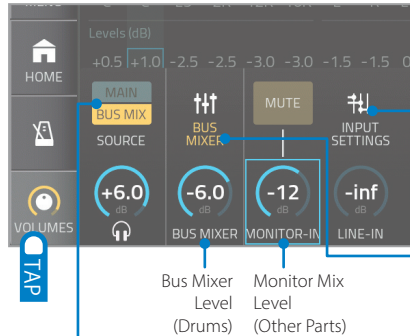 Levels (dB)
+0.5 +1.0 -2.5 -2.5 -3.0 -3.0 -1.5 -1.5
HOME
MAIN
BUS MIX
SOURCE
BUS
MIXER
MUTE
INPUT
SETTINGS
+6.0
dB
-6.0
dB
-12
dB
-inf
dB
VOLUMES
BUS MIXER
MONITOR-IN
LINE-IN
TAP
Bus Mixer
Level
(Drums)
Monitor Mix
Level
(Other Parts)